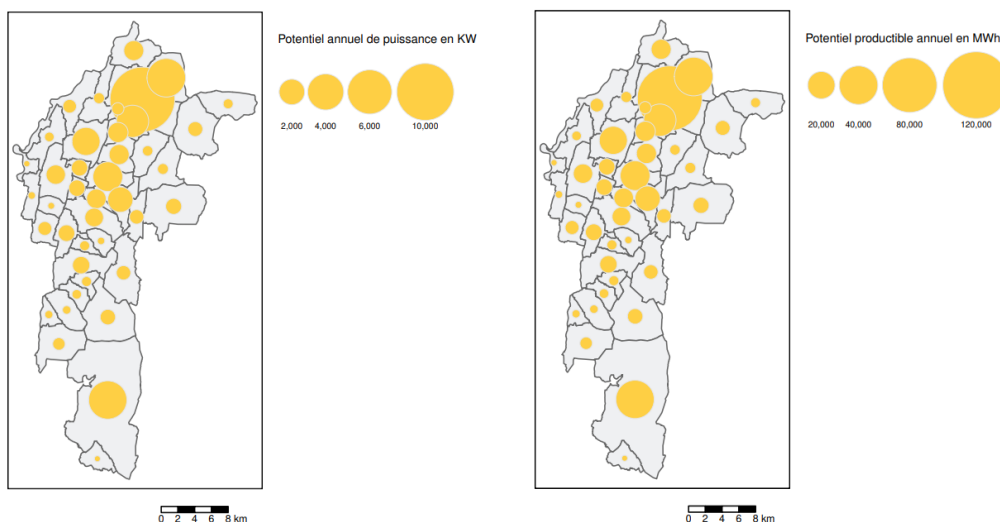 Potentiel annuel de puissance en KW
2,000 4,000 6,000 10,000
0 2 4 6 8 km
Potentiel productible annuel en MWh
20,000 40,000 80,000 120,000
0 2 4 6 8 km